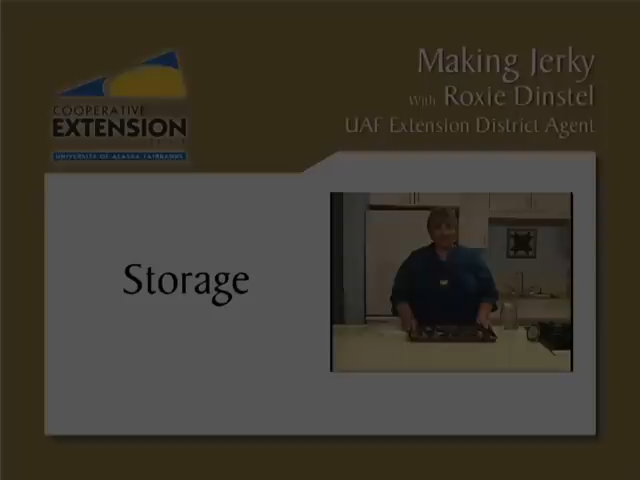 COOPERATIVE
EXTENSION
UNIVERSITY OF ALASKA FAIRBANKS
Making Jerky
With Roxie Dinstel
UAF Extension District Agent
Storage